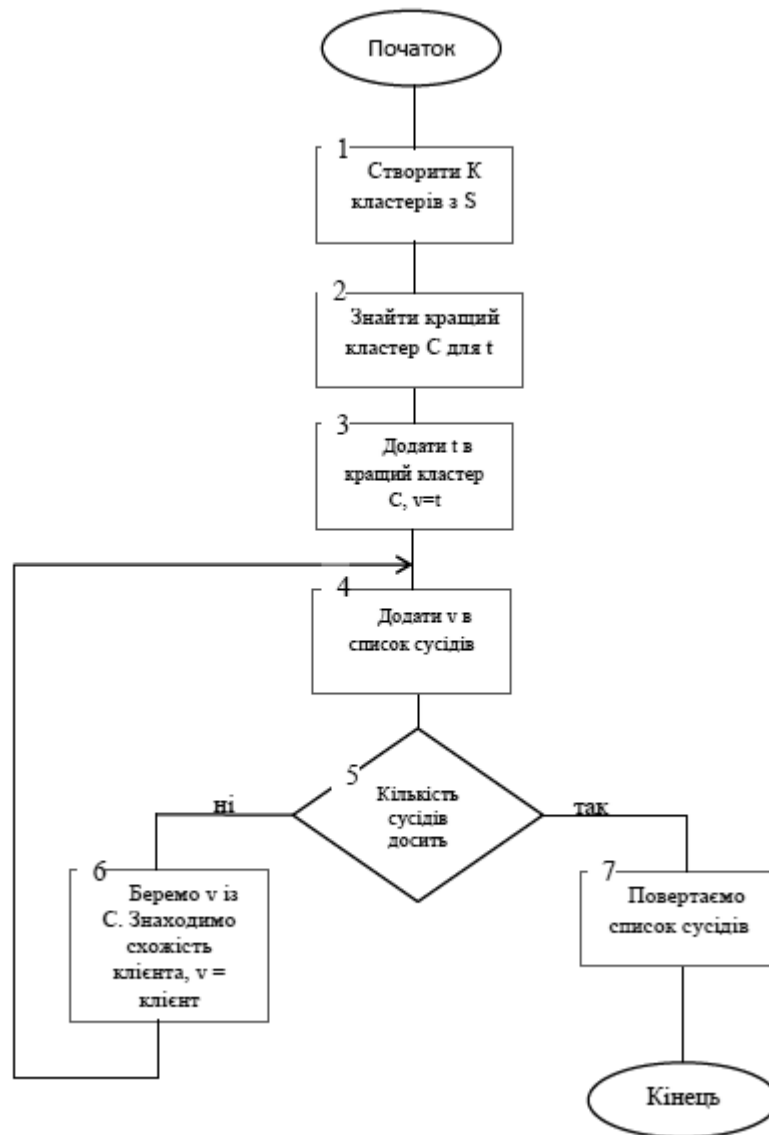 Початок
1
Створити К
кластерів з S
2
Знайти кращий
кластер С для t
3
Додати t в
кращий кластер
С, v=t
4
Додати v в
список сусідів
5
Кількість
сусідів
досить
ні
так
6
Беремо v із
С. Знаходимо
схожість
клієнта, v =
клієнт
7
Повертаємо
список сусідів
Кінець